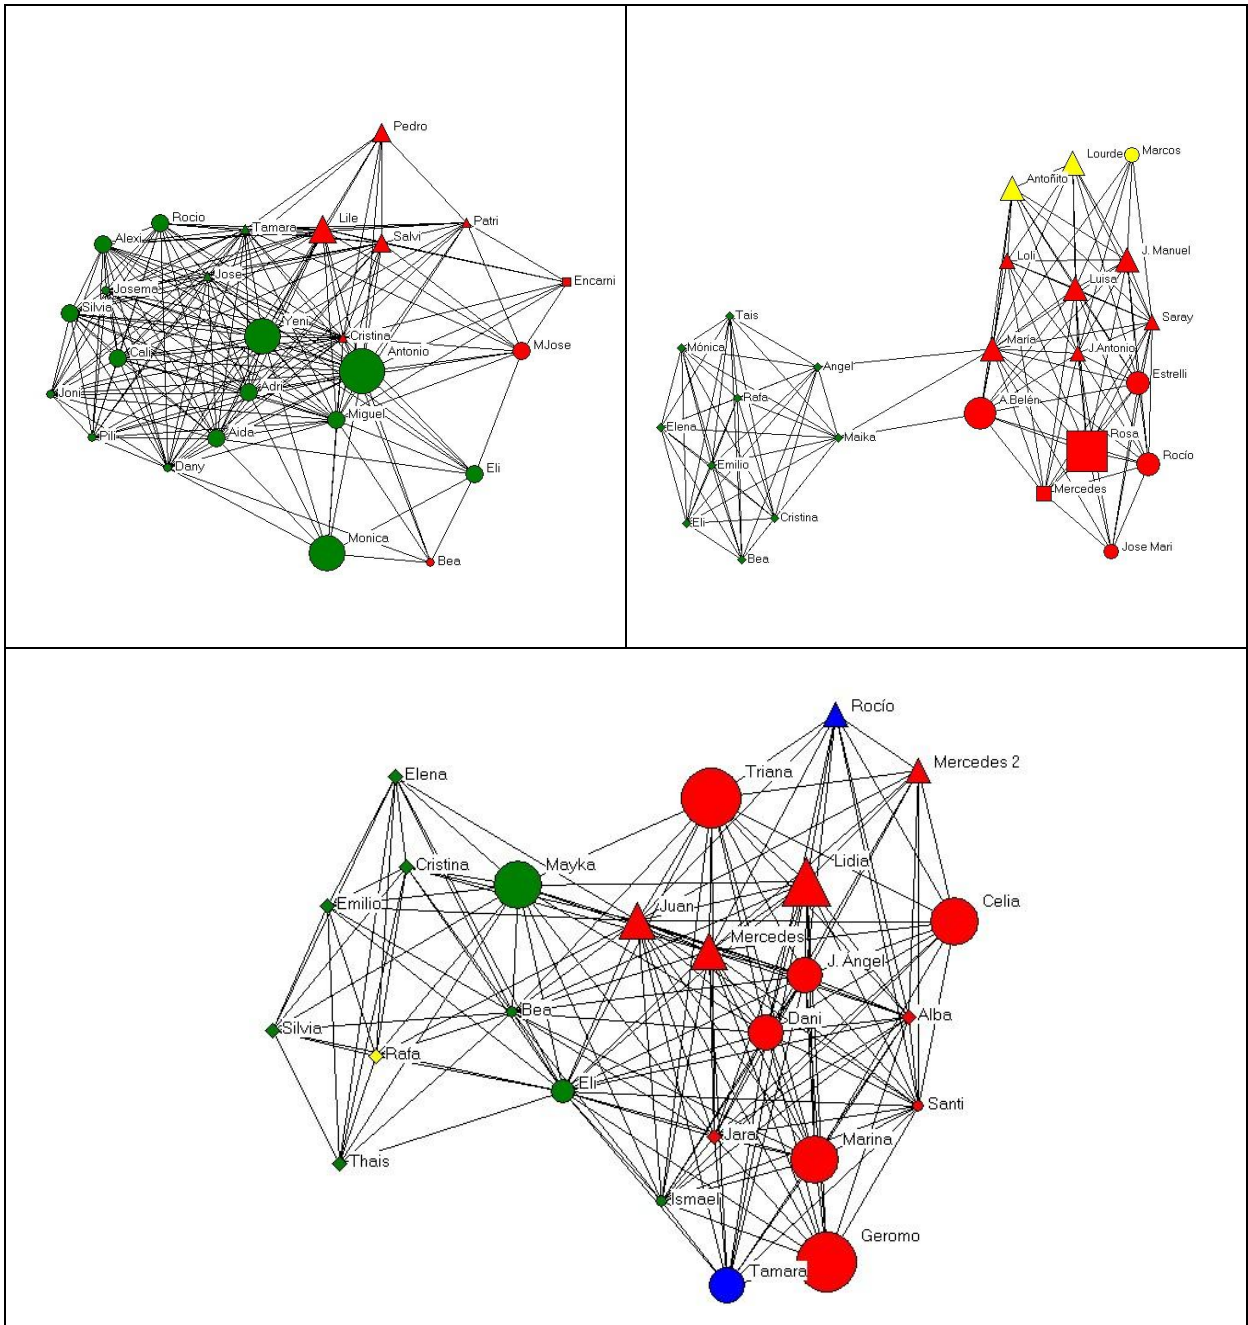 Pedro
Rocio
Tamara
Lile
Patri
Alexi
Salvi
Jose
Encarni
Josema
Silvia
Yeni
Cristina
Cali
Antonio
MJose
Joni
Adri
Miguel
Pili
Aida
Dany
Eli
Monica
Bea
Lourde
Marcos
Antoñito
Loli
J. Manuel
Luisa
Tais
Saray
Mónica
María
J.Antonio
Angel
Estrelli
Rafa
A.Belén
Elena
Maika
Rosa
Emilio
Rocío
Mercedes
Eli
Cristina
Jose Mari
Bea
Rocío
Mercedes 2
Elena
Triana
Cristina
Mayka
Lidia
Emilio
Juan
Celia
Mercedes
J. Angel
Bea
Dani
Alba
Silvia
Rafa
Eli
Santi
Jara
Marina
Thais
Ismael
Geromo
Tamara